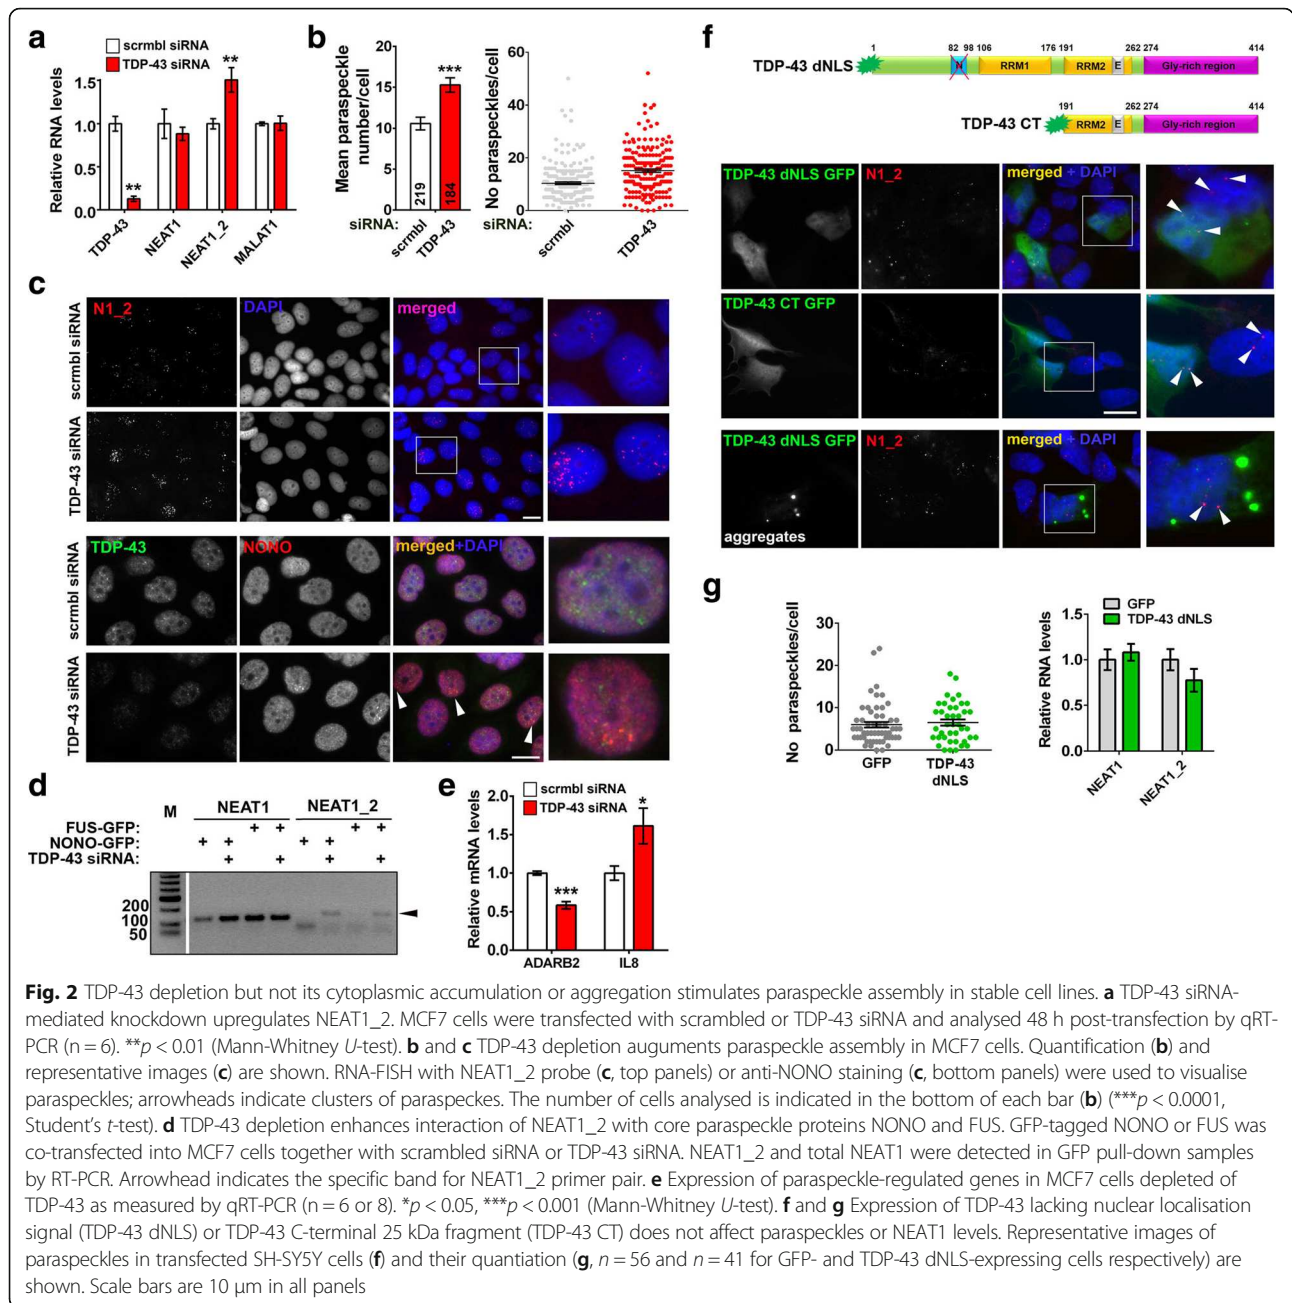 a
scrmbl siRNA
TDP-43 siRNA
Relative RNA levels
1.5
1.0
0.5
0.0
**
**
TDP-43
NEAT1
NEAT1_2
MALAT1
b
Mean paraspeckle number/cell
20
15
10
5
0
***
219
184
siRNA:
scrmbl
TDP-43
No paraspeckles/cell
60
40
20
0
siRNA:
scrmbl
TDP-43
c
scrmbl siRNA
N1_2
DAPI
merged
TDP-43 siRNA
scrmbl siRNA
TDP-43
NONO
merged+DAPI
TDP-43 siRNA
d
M
NEAT1
NEAT1_2
FUS-GFP: + + + +
NONO-GFP: + + + +
TDP-43 siRNA: + + + +
200
100
50
e
scrmbl siRNA
TDP-43 siRNA
Relative mRNA levels
2.0
1.5
1.0
0.5
0.0
***
*
ADARB2
IL8
f
1 82 98 106 176 191 262 274 414
TDP-43 dNLS
N RRM1 RRM2 E Gly-rich region
191 262 274 414
TDP-43 CT
RRM2 E Gly-rich region
TDP-43 dNLS GFP
N1_2
merged + DAPI
TDP-43 CT GFP
TDP-43 dNLS GFP
N1_2
merged + DAPI
aggregates
g
No paraspeckles/cell
30
20
10
0
GFP
TDP-43 dNLS
GFP
TDP-43 dNLS
Relative RNA levels
1.5
1.0
0.5
0.0
NEAT1
NEAT1_2
Fig. 2 TDP-43 depletion but not its cytoplasmic accumulation or aggregation stimulates paraspeckle assembly in stable cell lines. a TDP-43 siRNA-
mediated knockdown upregulates NEAT1_2. MCF7 cells were transfected with scrambled or TDP-43 siRNA and analysed 48 h post-transfection by qRT-
PCR (n = 6). **p < 0.01 (Mann-Whitney U-test). b and c TDP-43 depletion auguments paraspeckle assembly in MCF7 cells. Quantification (b) and
representative images (c) are shown. RNA-FISH with NEAT1_2 probe (c, top panels) or anti-NONO staining (c, bottom panels) were used to visualise
paraspeckles; arrowheads indicate clusters of paraspeckes. The number of cells analysed is indicated in the bottom of each bar (b) (***p < 0.0001,
Student's t-test). d TDP-43 depletion enhances interaction of NEAT1_2 with core paraspeckle proteins NONO and FUS. GFP-tagged NONO or FUS was
co-transfected into MCF7 cells together with scrambled siRNA or TDP-43 siRNA. NEAT1_2 and total NEAT1 were detected in GFP pull-down samples
by RT-PCR. Arrowhead indicates the specific band for NEAT1_2 primer pair. e Expression of paraspeckle-regulated genes in MCF7 cells depleted of
TDP-43 as measured by qRT-PCR (n = 6 or 8). *p < 0.05, ***p < 0.001 (Mann-Whitney U-test). f and g Expression of TDP-43 lacking nuclear localisation
signal (TDP-43 dNLS) or TDP-43 C-terminal 25 kDa fragment (TDP-43 CT) does not affect paraspeckles or NEAT1 levels. Representative images of
paraspeckles in transfected SH-SY5Y cells (f) and their quantiation (g, n = 56 and n = 41 for GFP- and TDP-43 dNLS-expressing cells respectively) are
shown. Scale bars are 10 μm in all panels